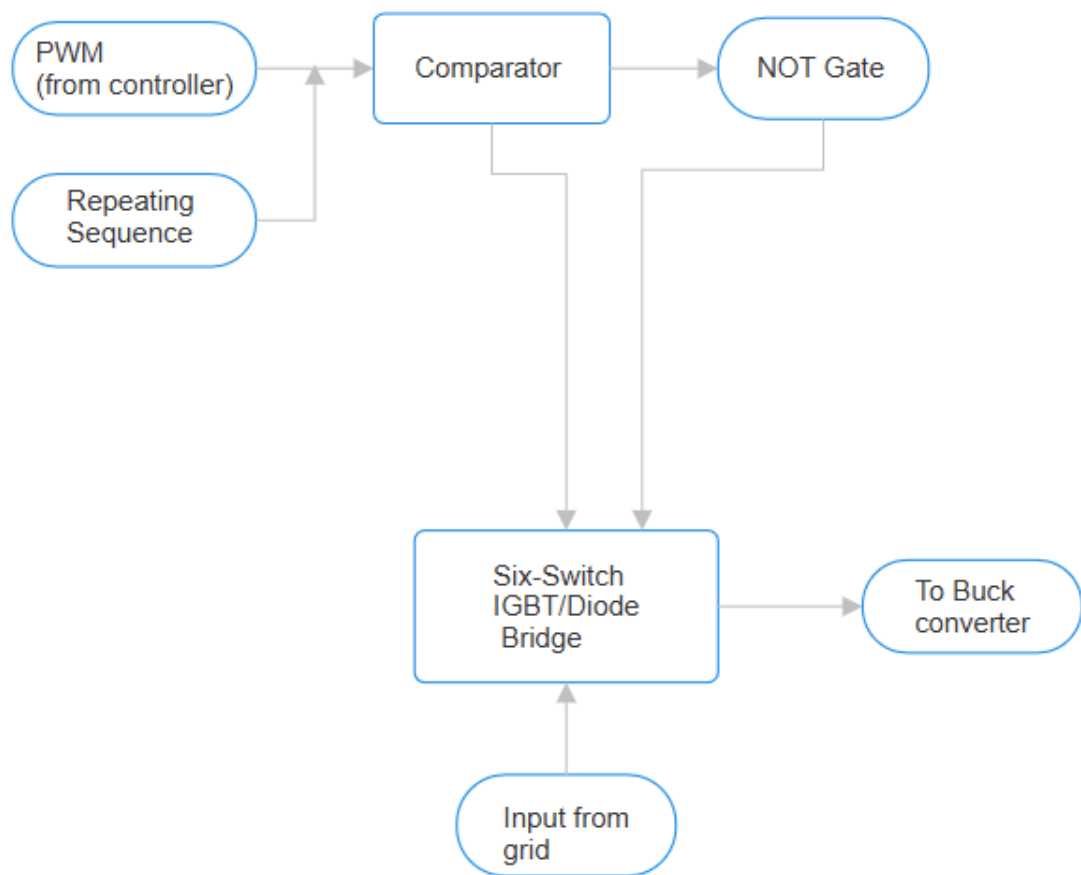 PWM
(from controller)
Comparator
NOT Gate
Repeating
Sequence
Six-Switch
IGBT/Diode
Bridge
To Buck
converter
Input from
grid